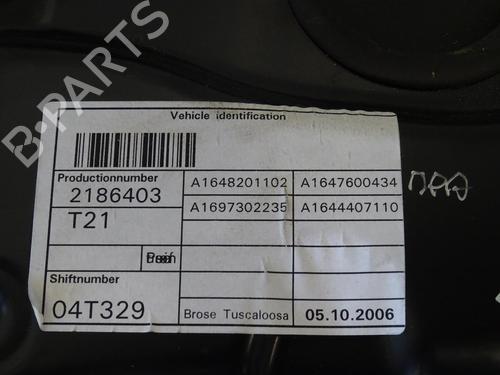 B-PARTS
Vehicle identification
Productionnumber
2186403
T21
Shiftnumber
04T329
A1648201102 A1647600434
A1697302235 A1644407110
Brose Tuscaloosa 05.10.2006